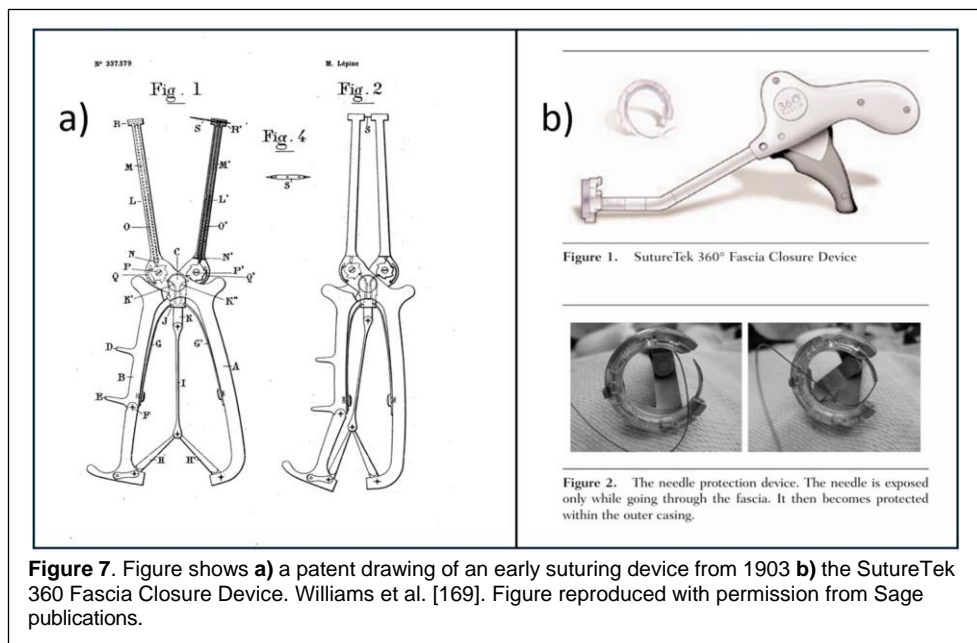 Nº 337.579
M. Lépine
a)
Fig. 1
Fig. 2
Fig. 4
R
S
R'
S
M
M'
S'
L
L'
O
O'
N
C
N'
P
P'
Q
Q'
K'
K"
J
K
D
G
G'
A
B
I
E
F
H
H'
b)
360
Figure 1. SutureTek 360° Fascia Closure Device
Figure 2. The needle protection device. The needle is exposed
only while going through the fascia. It then becomes protected
within the outer casing.
Figure 7. Figure shows a) a patent drawing of an early suturing device from 1903 b) the SutureTek
360 Fascia Closure Device. Williams et al. [169]. Figure reproduced with permission from Sage
publications.